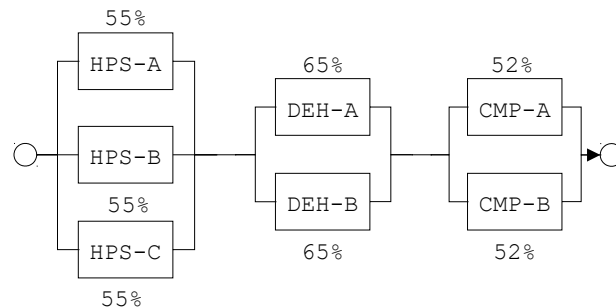 55%
HPS-A
HPS-B
55%
HPS-C
55%
65%
DEH-A
DEH-B
65%
52%
CMP-A
CMP-B
52%